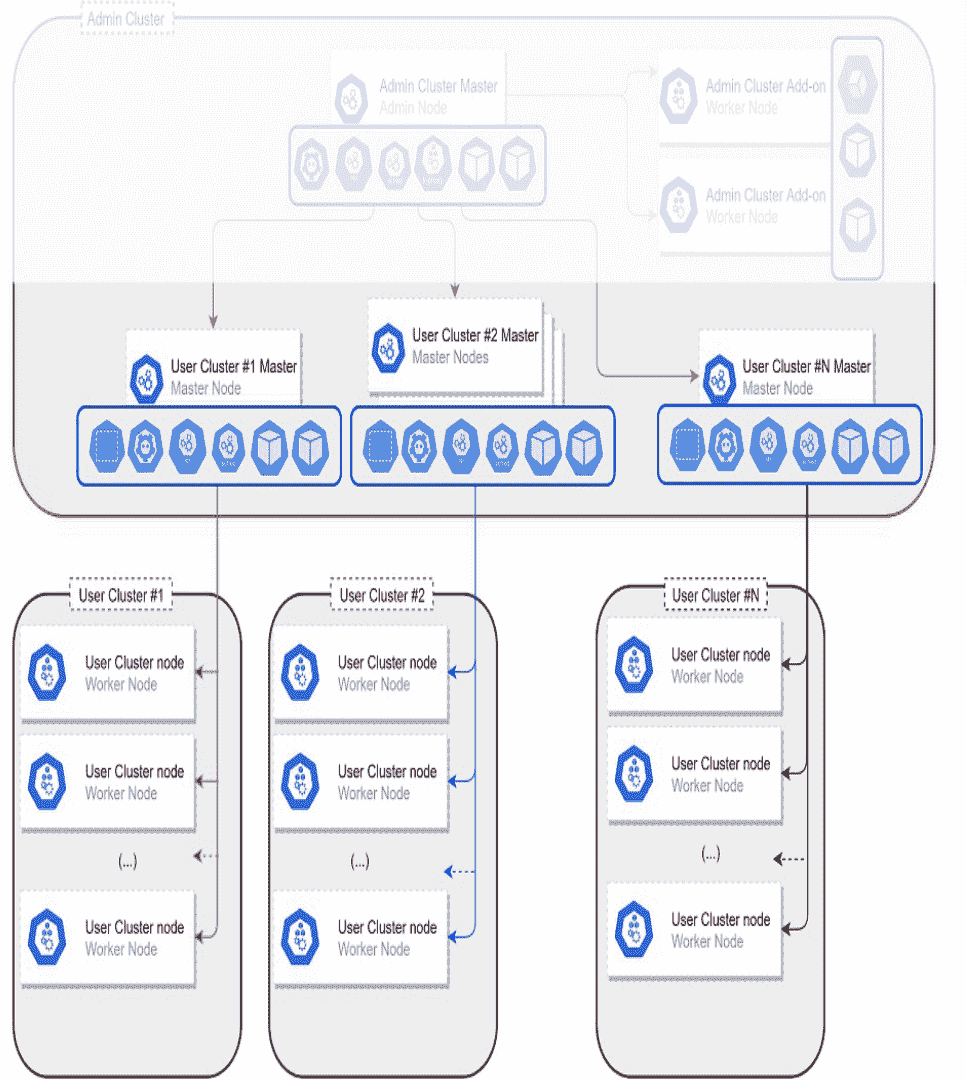 Admin Cluster
Admin Cluster Master
Admin Node
Admin Cluster Add-on
Worker Node
Admin Cluster Add-on
Worker Node
User Cluster #1 Master
Master Node
User Cluster #2 Master
Master Nodes
User Cluster #N Master
Master Node
User Cluster #1
User Cluster node
Worker Node
User Cluster node
Worker Node
(...)
User Cluster node
Worker Node
User Cluster #2
User Cluster node
Worker Node
User Cluster node
Worker Node
(...)
User Cluster node
Worker Node
User Cluster #N
User Cluster node
Worker Node
User Cluster node
Worker Node
(...)
User Cluster node
Worker Node